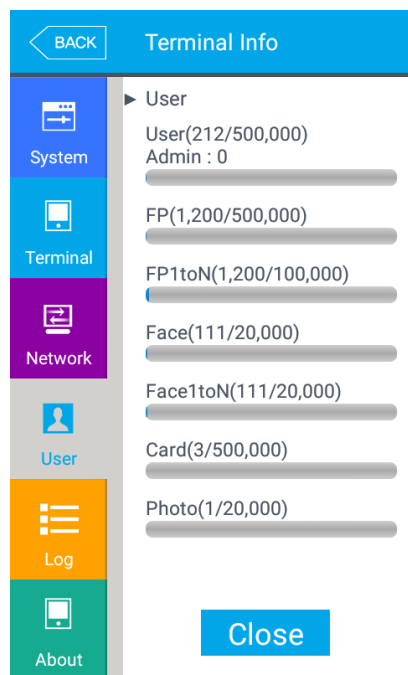 BACK
Terminal Info
System
Terminal
Network
User
Log
About
► User
User(212/500,000)
Admin : 0
FP(1,200/500,000)
FP1toN(1,200/100,000)
Face(111/20,000)
Face1toN(111/20,000)
Card(3/500,000)
Photo(1/20,000)
Close